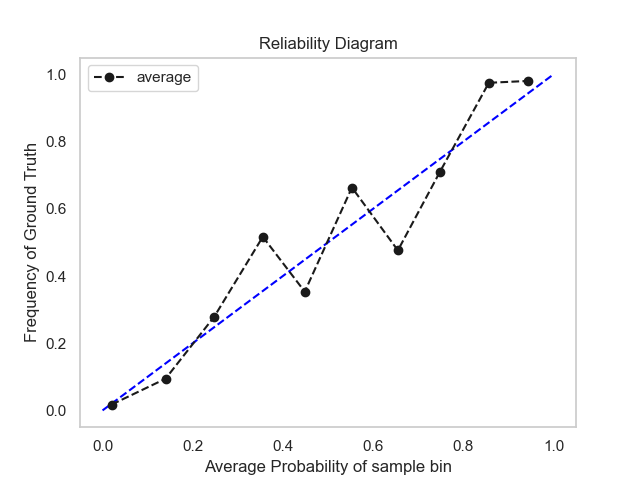 Reliability Diagram
average
Frequency of Ground Truth
1.0
0.8
0.6
0.4
0.2
0.0
0.0 0.2 0.4 0.6 0.8 1.0
Average Probability of sample bin